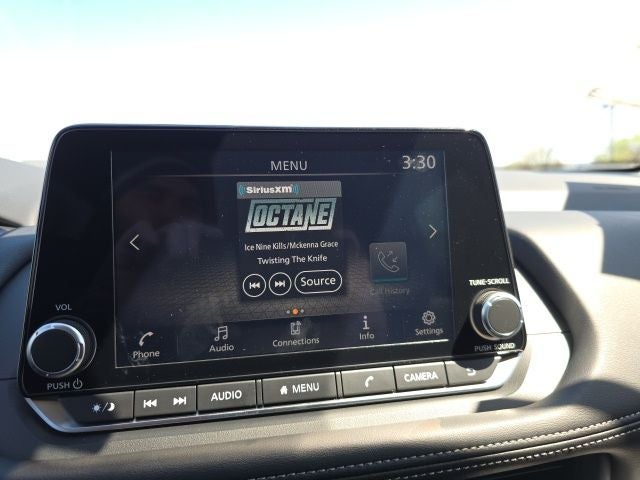 MENU 3:30
SiriusXM
OCTANE
Ice Nine Kills/Mckenna Grace
Twisting The Knife
Source
Call History
Phone Audio Connections Info Settings
VOL
PUSH
TUNE·SCROLL
PUSH SOUND
AUDIO MENU CAMERA